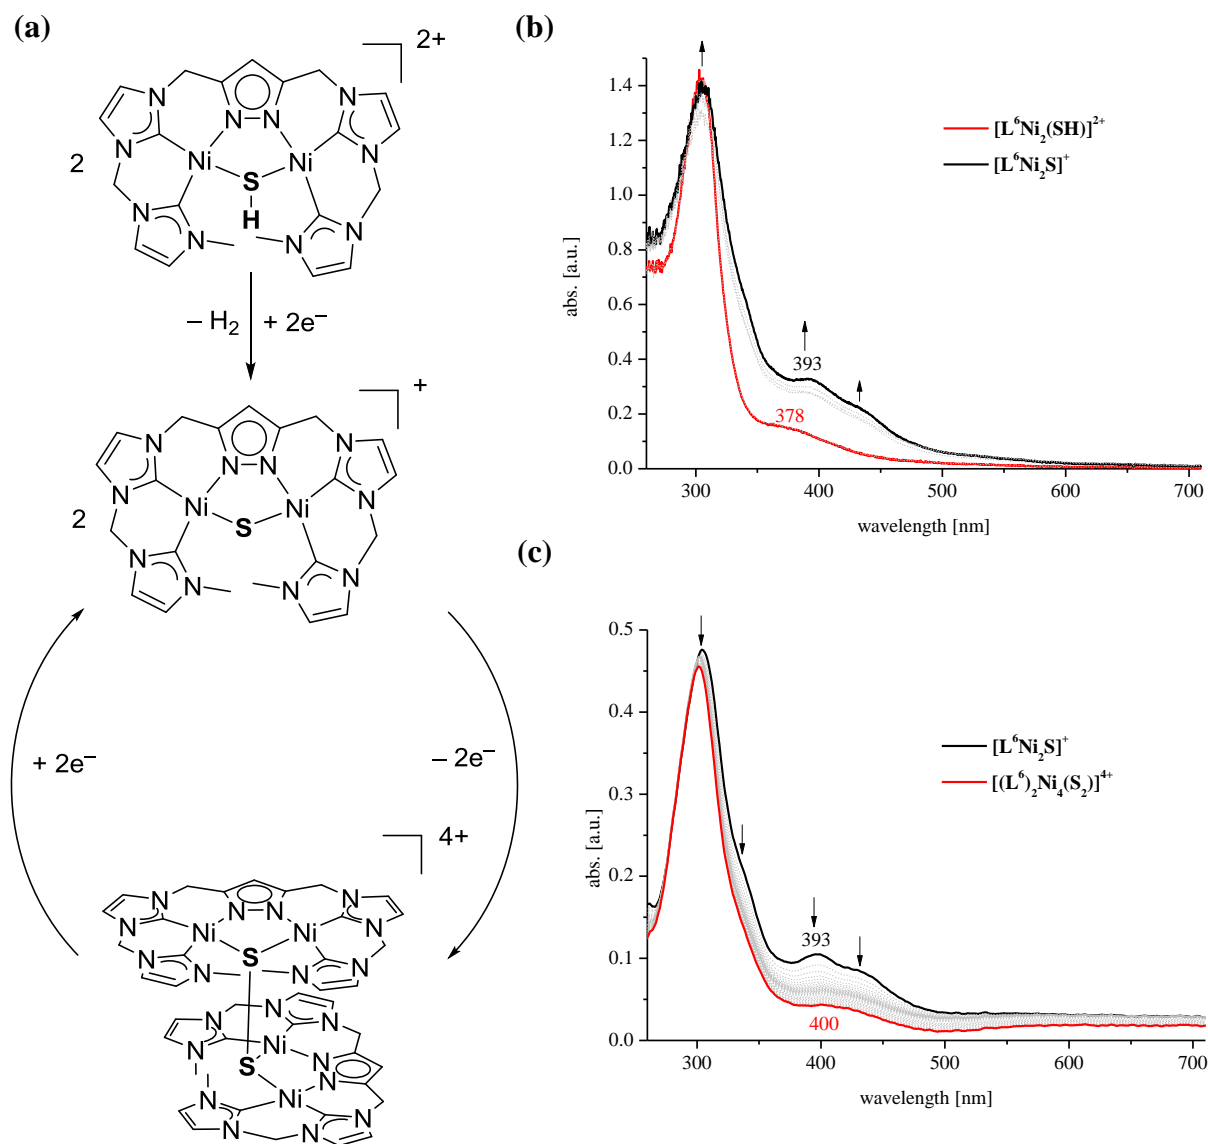 (a)
2+
N
N
N
N
N
N
Ni
Ni
2
S
H
N
N
N
N
– H2
+ 2e–
+
N
N
N
N
N
N
Ni
Ni
2
S
N
N
N
N
+ 2e–
– 2e–
4+
N
N
N
N
N
N
Ni
Ni
S
N
N
N
N
N
N
N
N
Ni
N
S
N
N
Ni
N
N
N
(b)
abs. [a.u.]
1.4
1.2
1.0
0.8
0.6
0.4
0.2
0.0
[L6Ni2(SH)]2+
[L6Ni2S]+
393
378
300
400
500
600
700
wavelength [nm]
(c)
abs. [a.u.]
0.5
0.4
0.3
0.2
0.1
0.0
[L6Ni2S]+
[(L6)2Ni4(S2)]4+
393
400
300
400
500
600
700
wavelength [nm]